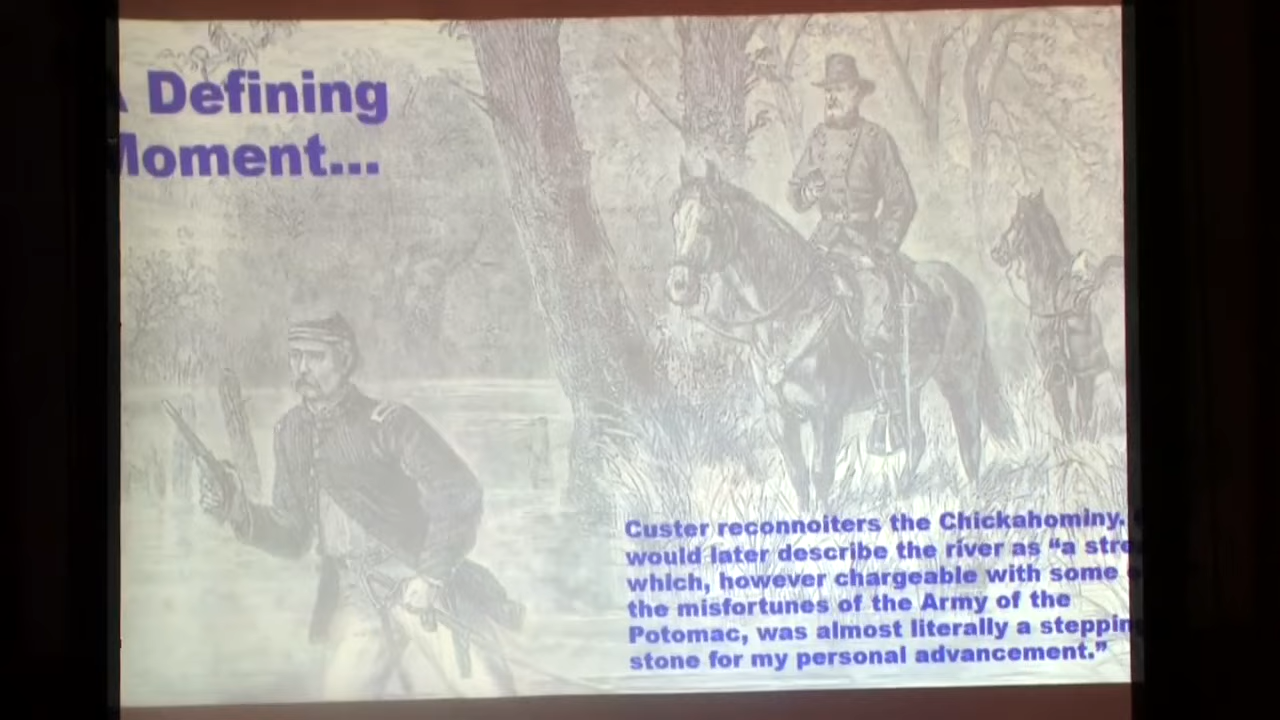 Defining
Moment...
Custer reconnoiters the Chickahominy.
would later describe the river as “a stre
which, however chargeable with some
the misfortunes of the Army of the
Potomac, was almost literally a steppin
stone for my personal advancement.”